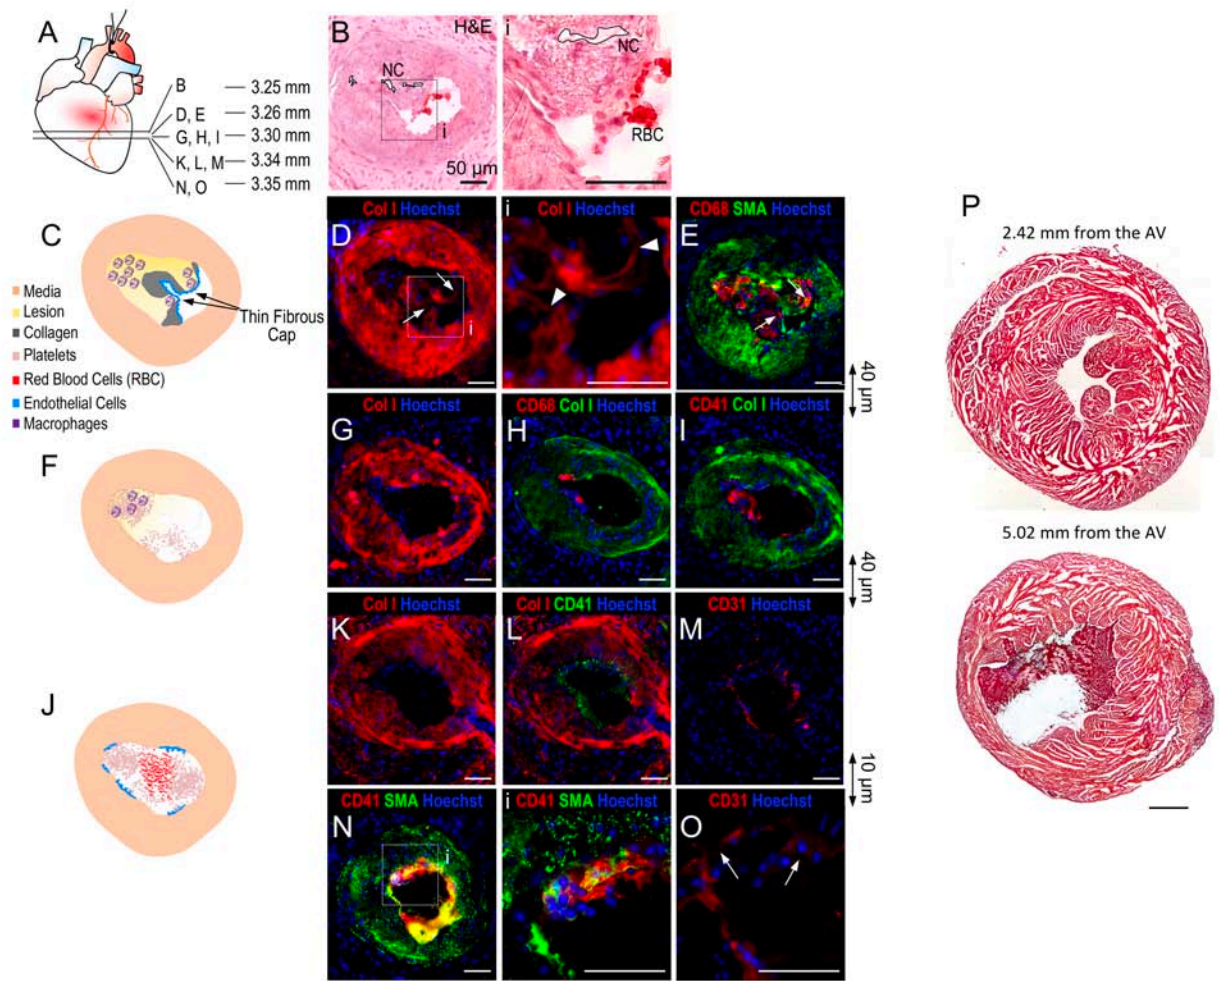 A
B 3.25 mm
D, E 3.26 mm
G, H, I 3.30 mm
K, L, M 3.34 mm
N, O 3.35 mm
B
H&E
NC
i
50 µm
i
NC
RBC
C
Media
Lesion
Collagen
Platelets
Red Blood Cells (RBC)
Endothelial Cells
Macrophages
Thin Fibrous
Cap
Col I Hoechst
D
i
i
Col I Hoechst
CD68 SMA Hoechst
E
40 µm
F
Col I Hoechst
G
CD68 Col I Hoechst
H
CD41 Col I Hoechst
I
40 µm
J
Col I Hoechst
K
Col I CD41 Hoechst
L
CD31 Hoechst
M
10 µm
CD41 SMA Hoechst
N
i
i
CD41 SMA Hoechst
CD31 Hoechst
O
P
2.42 mm from the AV
5.02 mm from the AV